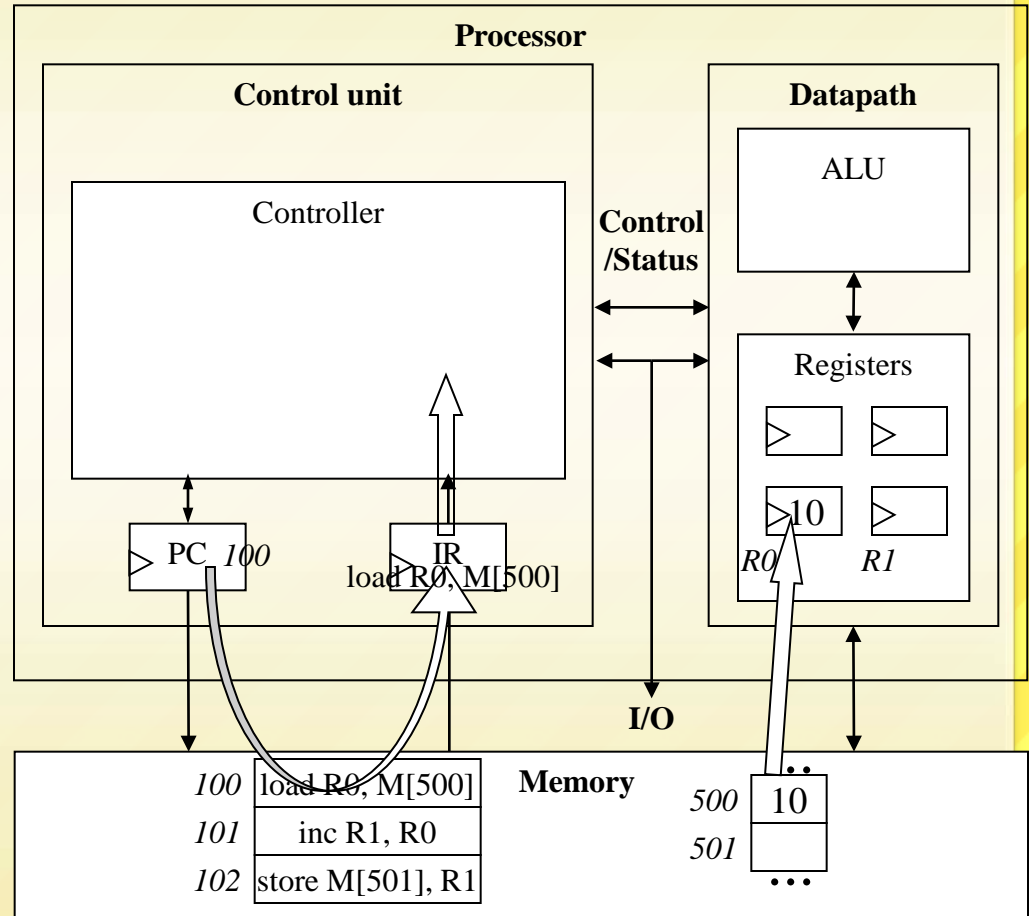 Processor
Control unit
Datapath
ALU
Controller
Control
/Status
Registers
10
PC 100
IR
load R0, M[500]
R0
R1
I/O
Memory
100 load R0, M[500]
101 inc R1, R0
102 store M[501], R1
...
500 10
501
...